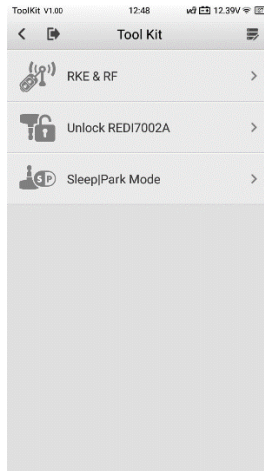 ToolKit V1.00 12:48 12.39V
Tool Kit
RKE & RF
Unlock REDI7002A
Sleep|Park Mode
S P